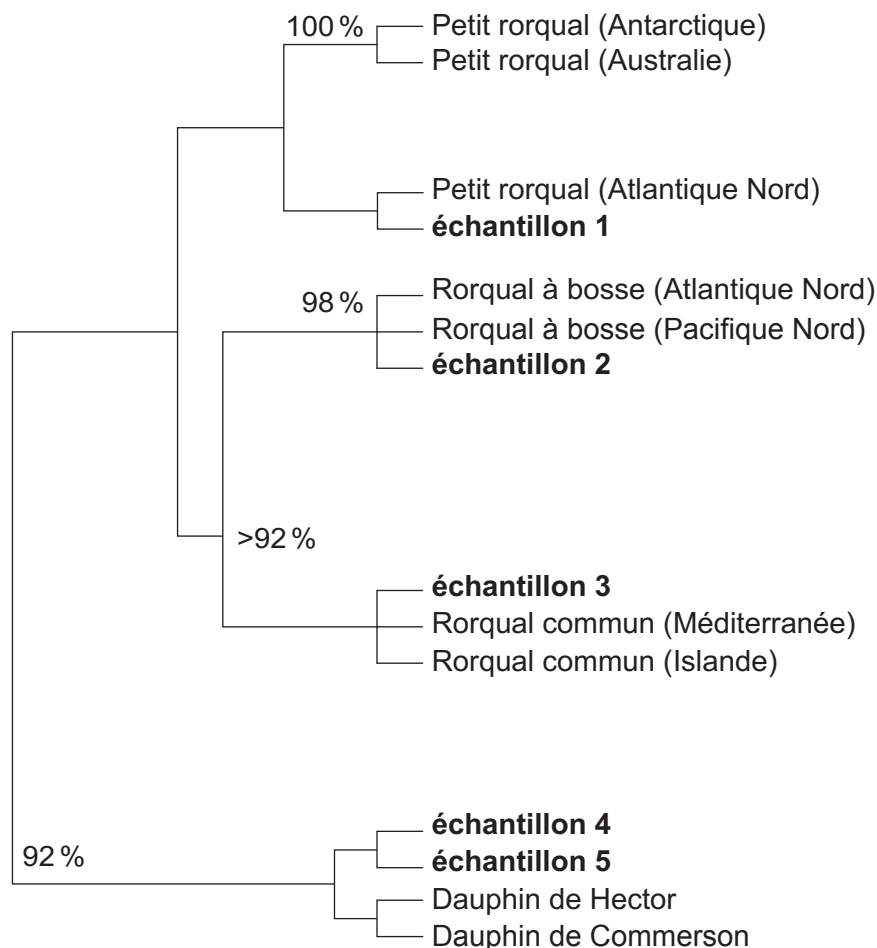 100 %
Petit rorqual (Antarctique)
Petit rorqual (Australie)
Petit rorqual (Atlantique Nord)
échantillon 1
98 %
Rorqual à bosse (Atlantique Nord)
Rorqual à bosse (Pacifique Nord)
échantillon 2
>92 %
échantillon 3
Rorqual commun (Méditerranée)
Rorqual commun (Islande)
92 %
échantillon 4
échantillon 5
Dauphin de Hector
Dauphin de Commerson